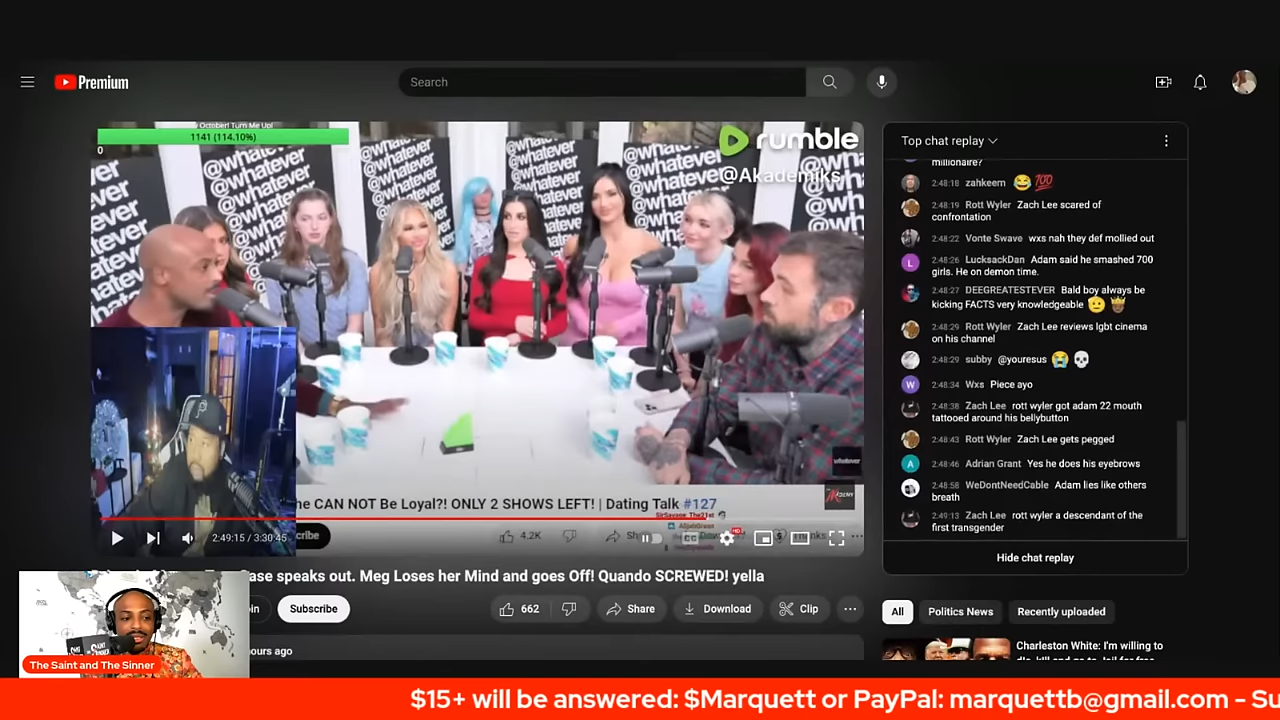 Premium
Search
October! Turn Me Up!
1141 (114.10%)
0
rumble
@Akademiks
@whatever
@whatever
@whatever
@whatever
whatever
he CAN NOT Be Loyal?! ONLY 2 SHOWS LEFT! | Dating Talk #127
4.2K
2:49:15 / 3:30:45
HD
ase speaks out. Meg Loses her Mind and goes Off! Quando SCREWED! yella
Subscribe
662
Share
Download
Clip
hours ago
Top chat replay
millionaire?
2:48:18 zahkeem 😂 💯
2:48:19 Rott Wyler Zach Lee scared of
confrontation
2:48:22 Vonte Swave wxs nah they def mollied out
2:48:26 LucksackDan Adam said he smashed 700
girls. He on demon time.
2:48:27 DEEGREATESTEVER Bald boy always be
kicking FACTS very knowledgeable
2:48:29 Rott Wyler Zach Lee reviews lgbt cinema
on his channel
2:48:29 subby @youresus 😭 💀
2:48:34 Wxs Piece ayo
2:48:38 Zach Lee rott wyler got adam 22 mouth
tattooed around his bellybutton
2:48:43 Rott Wyler Zach Lee gets pegged
2:48:46 Adrian Grant Yes he does his eyebrows
2:48:58 WeDontNeedCable Adam lies like others
breath
2:49:13 Zach Lee rott wyler a descendant of the
first transgender
Hide chat replay
All
Politics News
Recently uploaded
Charleston White: I'm willing to
The Saint and The Sinner
$15+ will be answered: $Marquett or PayPal: marquettb@gmail.com - Su